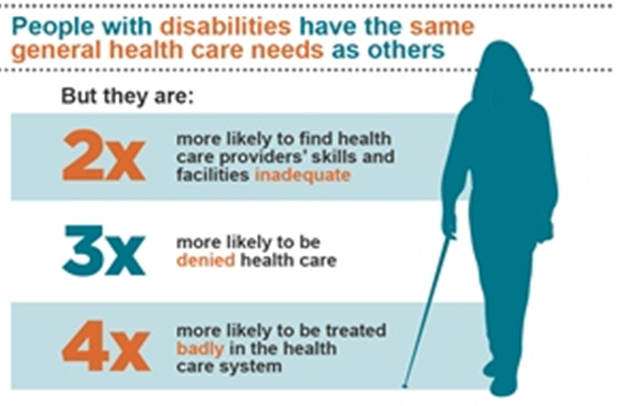 People with disabilities have the same
general health care needs as others
But they are:
2x
more likely to find health
care providers' skills and
facilities inadequate
3x
more likely to be
denied health care
4x
more likely to be treated
badly in the health
care system